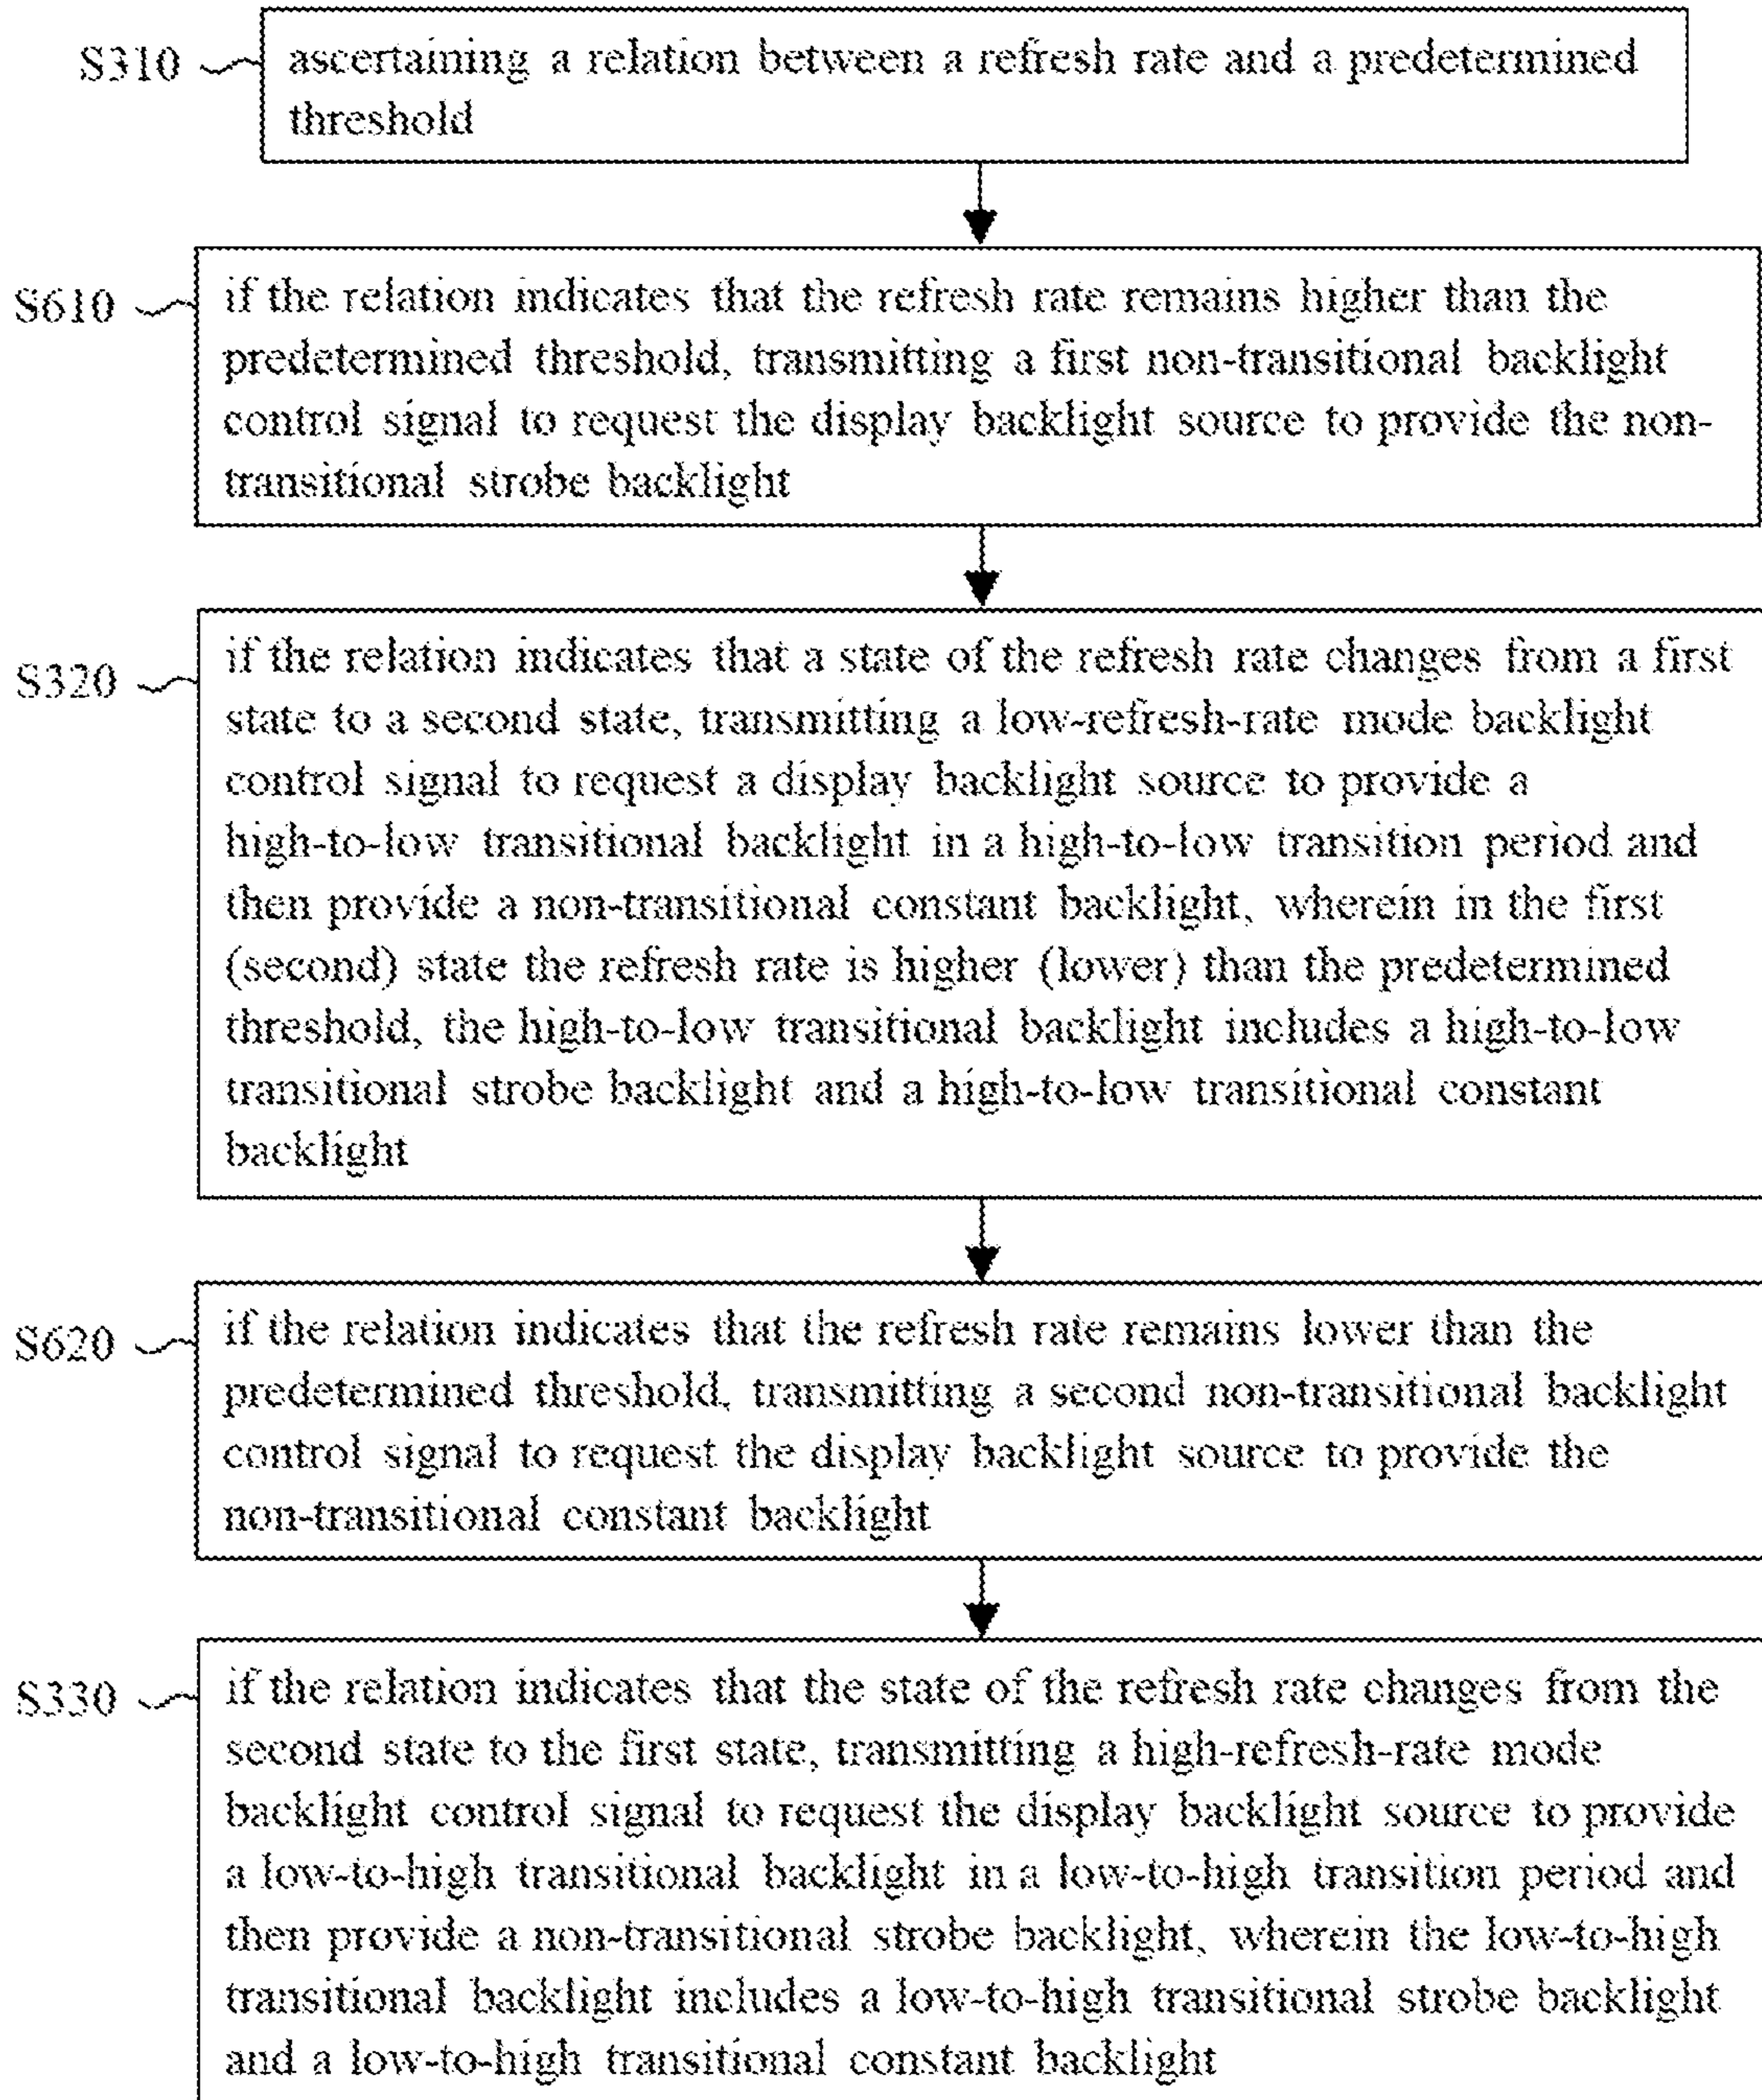 S310
ascertaining a relation between a refresh rate and a predetermined
threshold
S610
if the relation indicates that the refresh rate remains higher than the
predetermined threshold, transmitting a first non-transitional backlight
control signal to request the display backlight source to provide the non-
transitional strobe backlight
S320
if the relation indicates that a state of the refresh rate changes from a first
state to a second state, transmitting a low-refresh-rate mode backlight
control signal to request a display backlight source to provide a
high-to-low transitional backlight in a high-to-low transition period and
then provide a non-transitional constant backlight, wherein in the first
(second) state the refresh rate is higher (lower) than the predetermined
threshold, the high-to-low transitional backlight includes a high-to-low
transitional strobe backlight and a high-to-low transitional constant
backlight
S620
if the relation indicates that the refresh rate remains lower than the
predetermined threshold, transmitting a second non-transitional backlight
control signal to request the display backlight source to provide the
non-transitional constant backlight
S330
if the relation indicates that the state of the refresh rate changes from the
second state to the first state, transmitting a high-refresh-rate mode
backlight control signal to request the display backlight source to provide
a low-to-high transitional backlight in a low-to-high transition period and
then provide a non-transitional strobe backlight, wherein the low-to-high
transitional backlight includes a low-to-high transitional strobe backlight
and a low-to-high transitional constant backlight